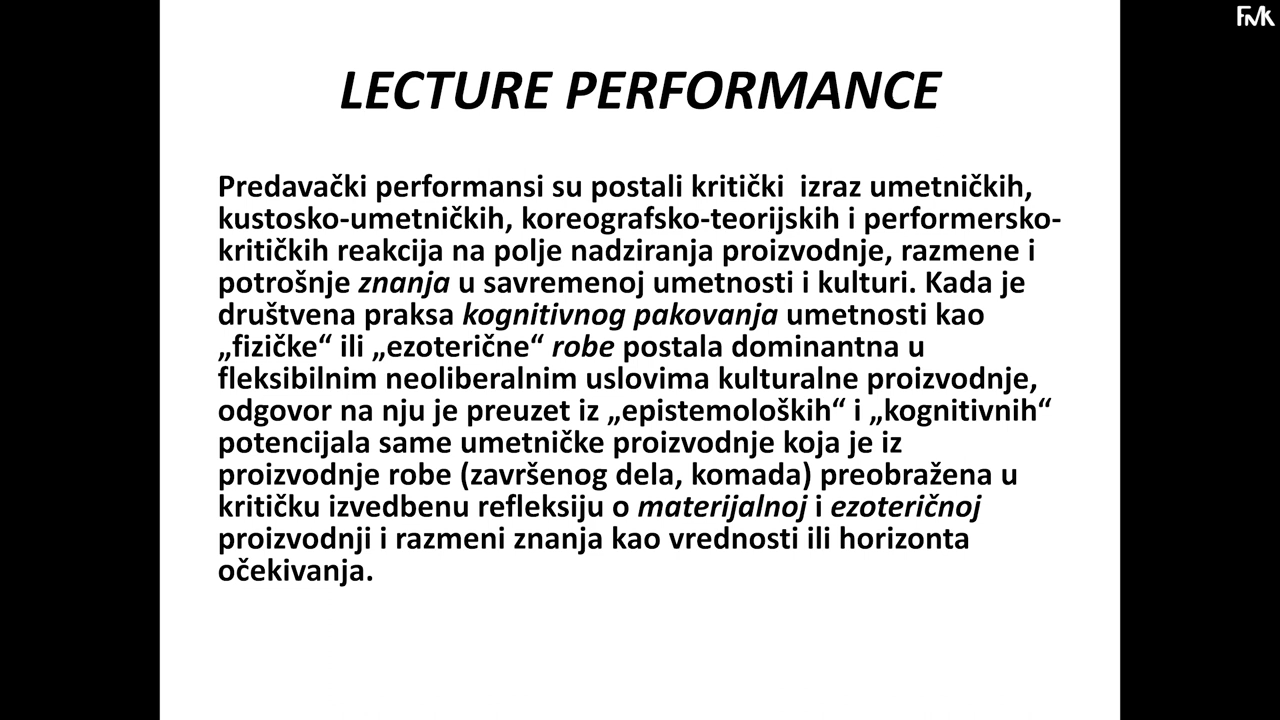 FMK
LECTURE PERFORMANCE
Predavački performansi su postali kritički  izraz umetničkih,
kustosko-umetničkih, koreografsko-teorijskih i performersko-
kritičkih reakcija na polje nadziranja proizvodnje, razmene i
potrošnje znanja u savremenoj umetnosti i kulturi. Kada je
društvena praksa kognitivnog pakovanja umetnosti kao
„fizičke“ ili „ezoterične“ robe postala dominantna u
fleksibilnim neoliberalnim uslovima kulturalne proizvodnje,
odgovor na nju je preuzet iz „epistemoloških“ i „kognitivnih“
potencijala same umetničke proizvodnje koja je iz
proizvodnje robe (završenog dela, komada) preobražena u
kritičku izvedbenu refleksiju o materijalnoj i ezoteričnoj
proizvodnji i razmeni znanja kao vrednosti ili horizonta
očekivanja.